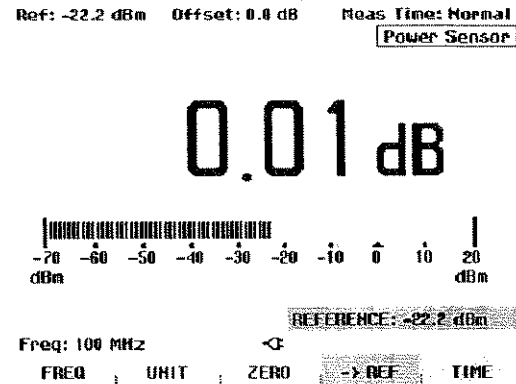 Ref: -22.2 dBm Offset: 0.0 dB Meas Time: Normal
Power Sensor
0.01 dB
-70 -60 -50 -40 -30 -20 -10 0 10 20
dBm dBm
REFERENCE: -22.2 dBm
Freq: 100 MHz
FREQ UNIT ZERO -> REF TIME